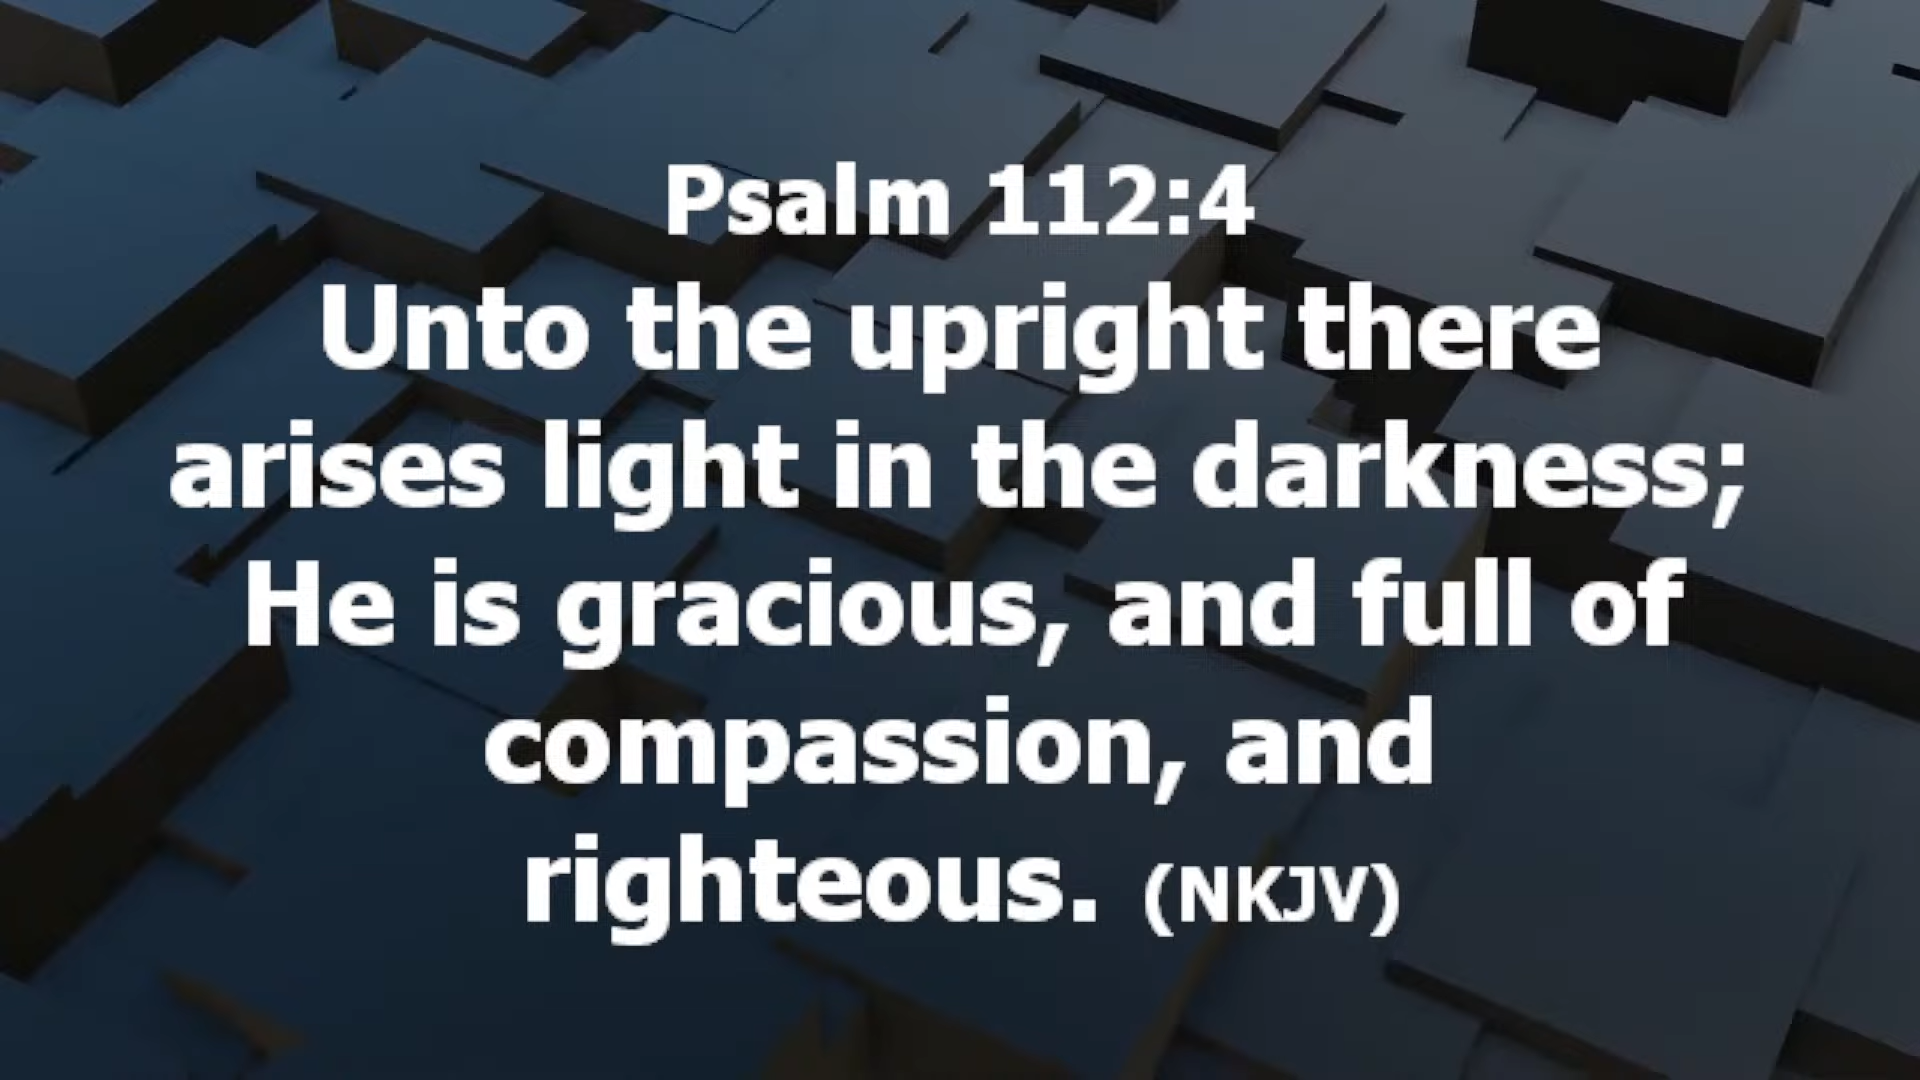 Psalm 112:4
Unto the upright there
arises light in the darkness;
He is gracious, and full of
compassion, and
righteous. (NKJV)